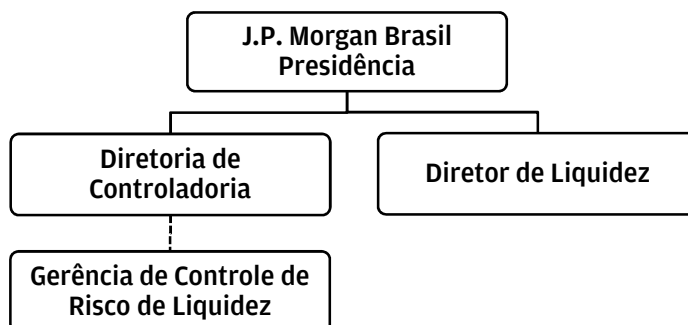 J.P. Morgan Brasil
Presidência
Diretoria de
Controladoria
Diretor de Liquidez
Gerência de Controle de
Risco de Liquidez